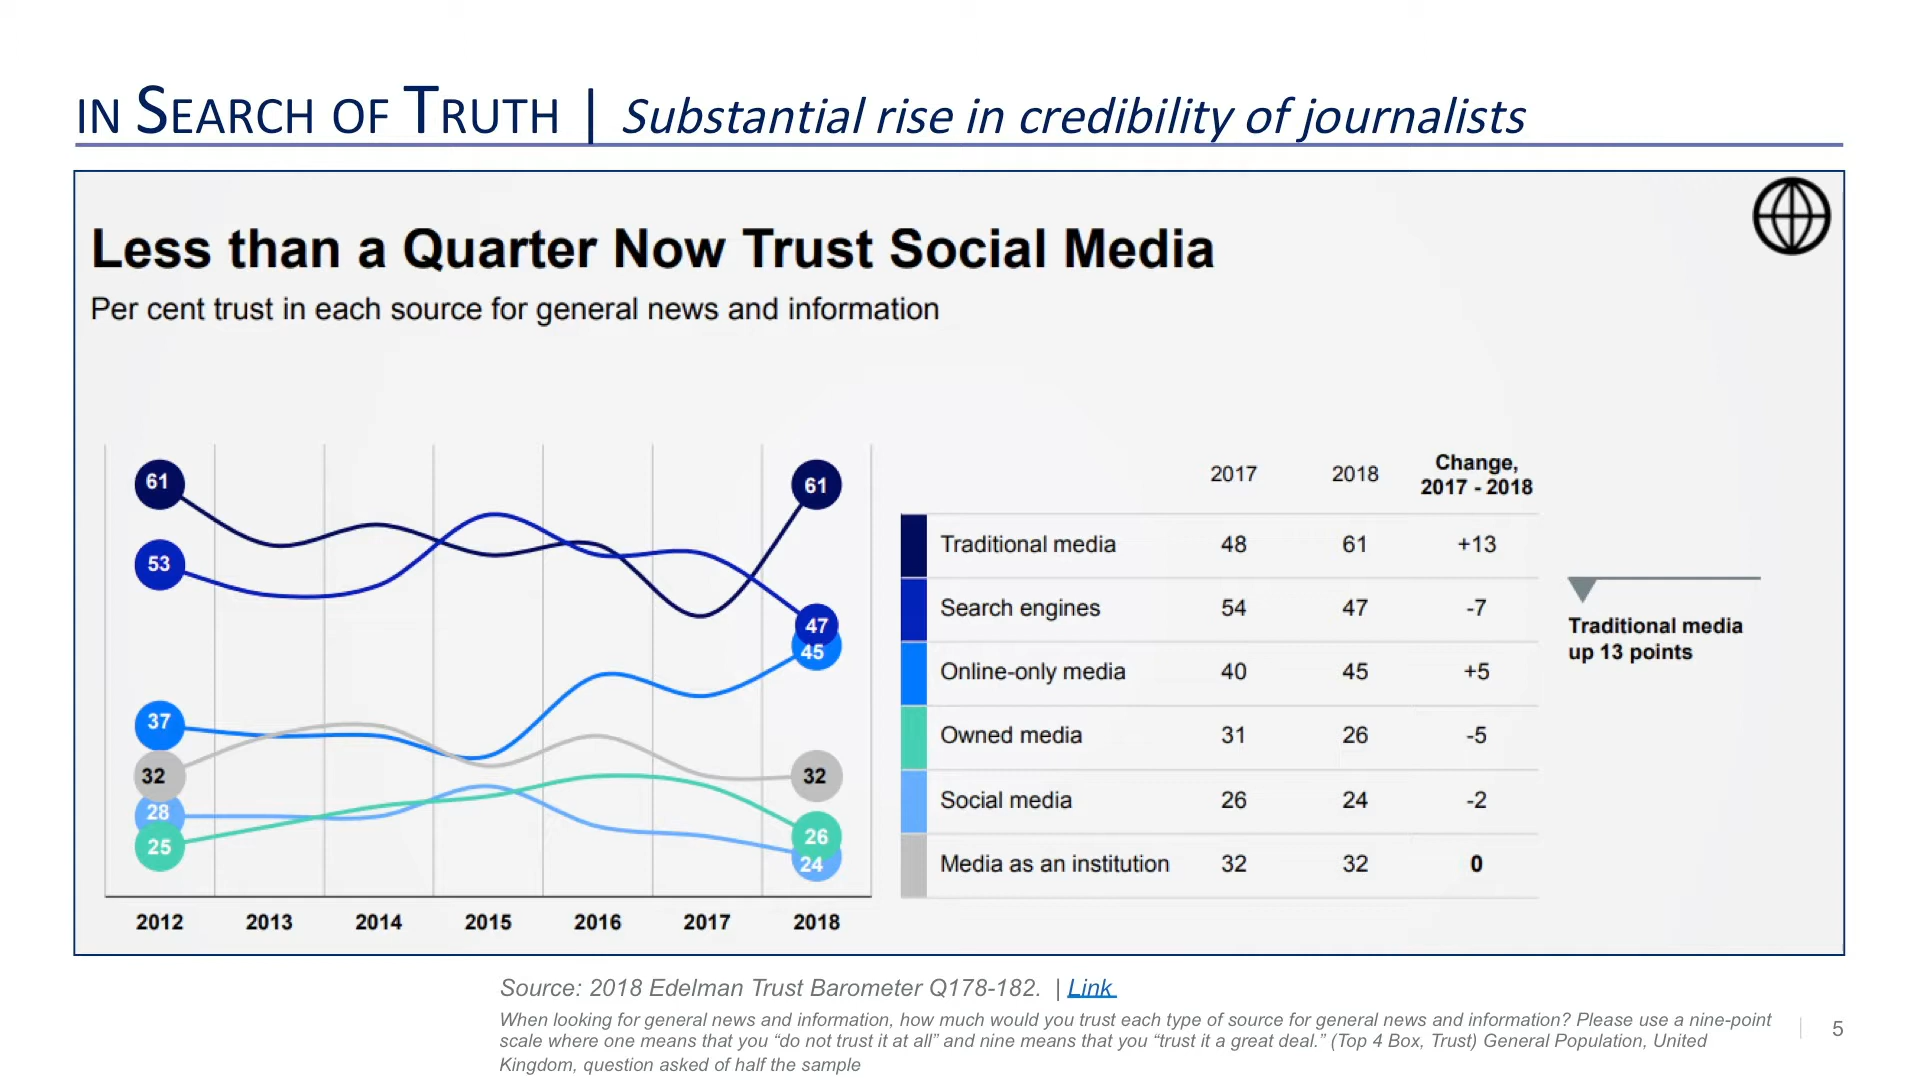 IN SEARCH OF TRUTH | Substantial rise in credibility of journalists
Less than a Quarter Now Trust Social Media
Per cent trust in each source for general news and information
61
53
37
32
28
25
61
47
45
32
26
24
2012 2013 2014 2015 2016 2017 2018
2017 2018 Change,
2017 - 2018
Traditional media 48 61 +13
Search engines 54 47 -7
Online-only media 40 45 +5
Owned media 31 26 -5
Social media 26 24 -2
Media as an institution 32 32 0
Traditional media
up 13 points
Source: 2018 Edelman Trust Barometer Q178-182. | Link
When looking for general news and information, how much would you trust each type of source for general news and information? Please use a nine-point
scale where one means that you “do not trust it at all” and nine means that you “trust it a great deal.” (Top 4 Box, Trust) General Population, United
Kingdom, question asked of half the sample
5